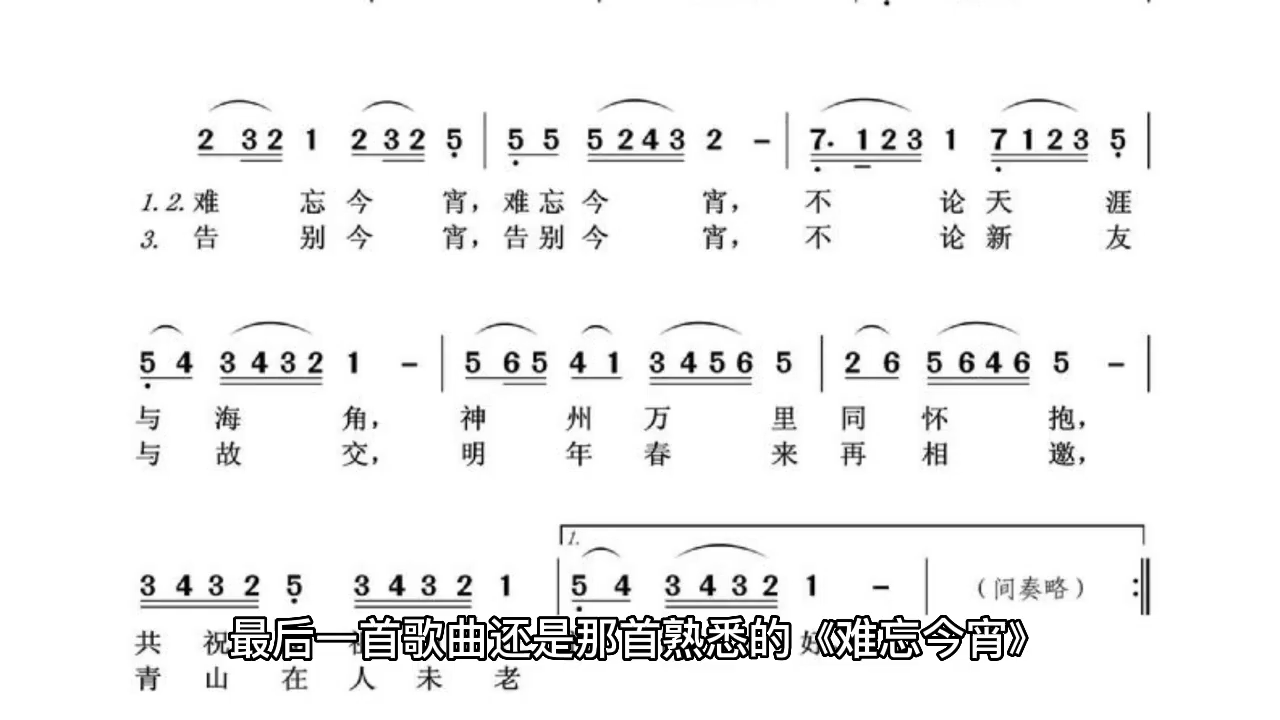 2 32 1 2 32 5 | 5 5 5243 2 – | 7. 123 1 7123 5 |
1.2.难 忘 今 宵，难 忘 今 宵， 不 论 天 涯
3. 告 别 今 宵，告 别 今 宵， 不 论 新 友
5 4 3432 1 – | 5 65 4 1 3456 5 | 2 6 5646 5 – |
与 海 角， 神 州 万 里 同 怀 抱，
与 故 交， 明 年 春 来 再 相 邀，
1.
3432 5 3432 1 | 5 4 3432 1 – | （间奏略） :||
共 祝
最后一首歌曲还是那首熟悉的《难忘今宵》
青 山 在 人 未 老